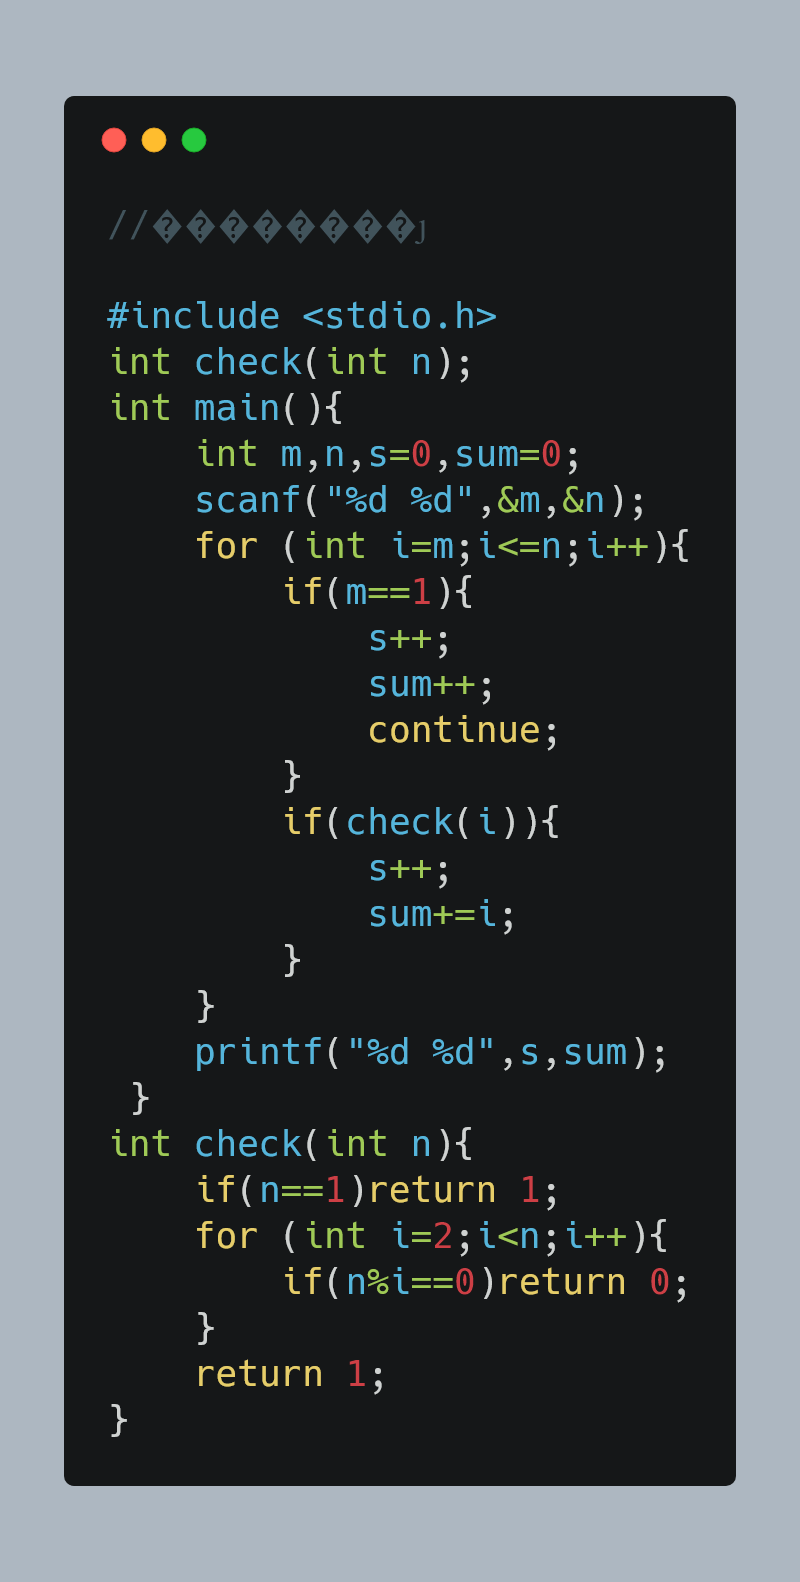 //���������J
#include <stdio.h>
int check(int n);
int main(){
    int m,n,s=0,sum=0;
    scanf("%d %d",&m,&n);
    for (int i=m;i<=n;i++){
        if(m==1){
            s++;
            sum++;
            continue;
        }
        if(check(i)){
            s++;
            sum+=i;
        }
    }
    printf("%d %d",s,sum);
 }
int check(int n){
    if(n==1)return 1;
    for (int i=2;i<n;i++){
        if(n%i==0)return 0;
    }
    return 1;
}